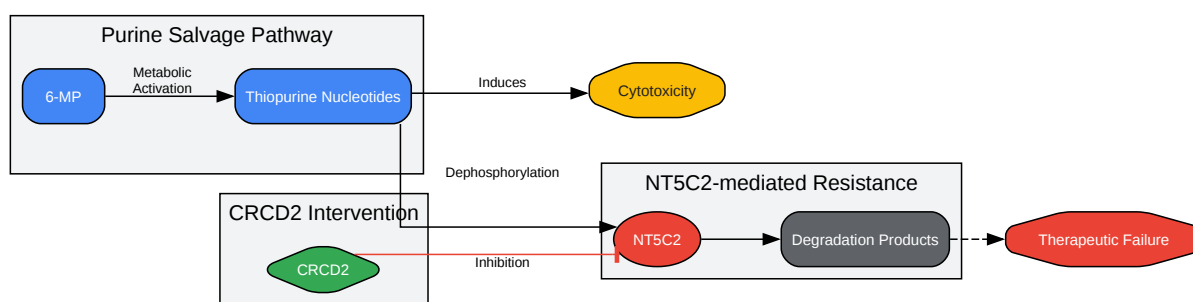 Purine Salvage Pathway
6-MP
Metabolic
Activation
Thiopurine Nucleotides
Induces
Cytotoxicity
Dephosphorylation
NT5C2-mediated Resistance
CRCD2 Intervention
NT5C2
Degradation Products
Therapeutic Failure
CRCD2
Inhibition